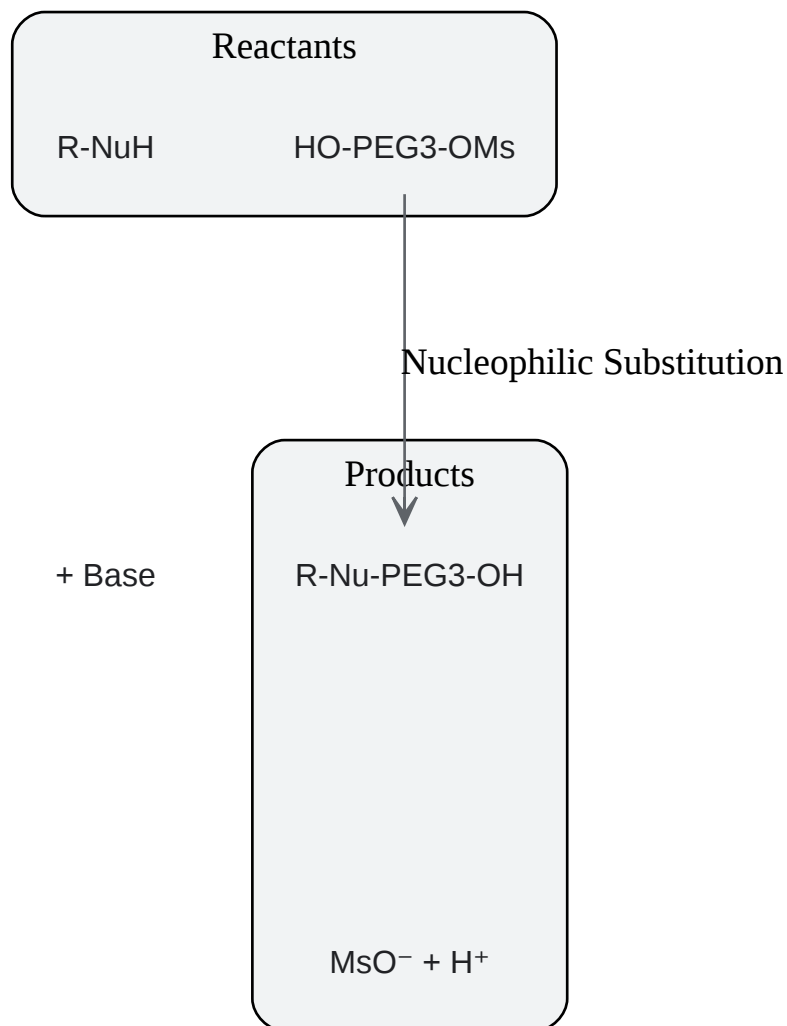 Reactants
R-NuH
HO-PEG3-OMs
Nucleophilic Substitution
Products
+ Base
R-Nu-PEG3-OH
MsO⁻ + H⁺